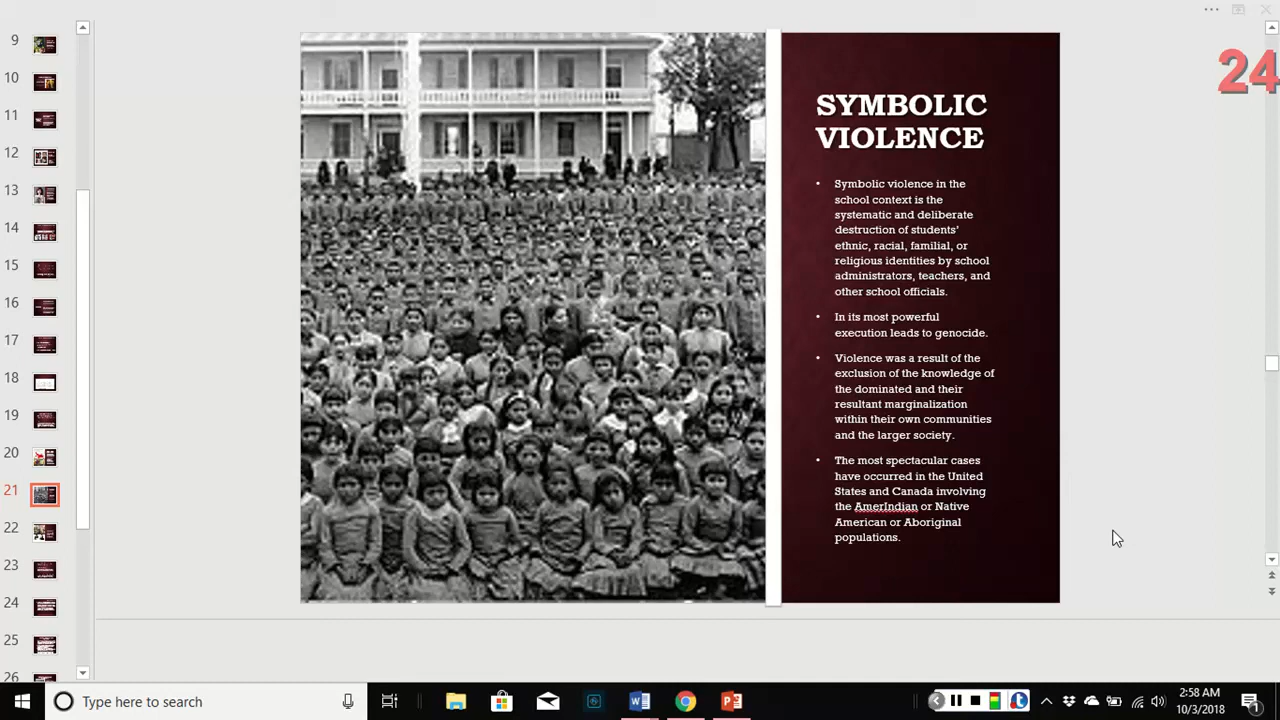 24
9
10
11
12
13
14
15
16
17
18
19
20
21
22
23
24
25
26
SYMBOLIC
VIOLENCE
• Symbolic violence in the
school context is the
systematic and deliberate
destruction of students'
ethnic, racial, familial, or
religious identities by school
administrators, teachers, and
other school officials.
• In its most powerful
execution leads to genocide.
• Violence was a result of the
exclusion of the knowledge of
the dominated and their
resultant marginalization
within their own communities
and the larger society.
• The most spectacular cases
have occurred in the United
States and Canada involving
the AmerIndian or Native
American or Aboriginal
populations.
Type here to search
2:58 AM
10/3/2018
1